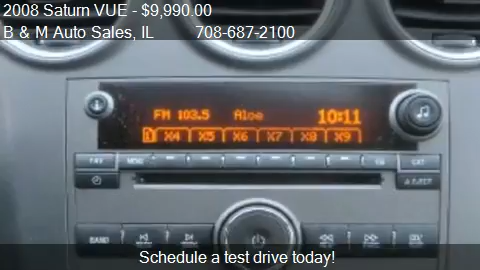 2008 Saturn VUE - $9,990.00
B & M Auto Sales, IL 708-687-2100
FM 103.5 Aloe 10:11
1 X4 X5 X6 X7 X8 X9
FAV MENU CAT
EJECT
BAND
Schedule a test drive today!